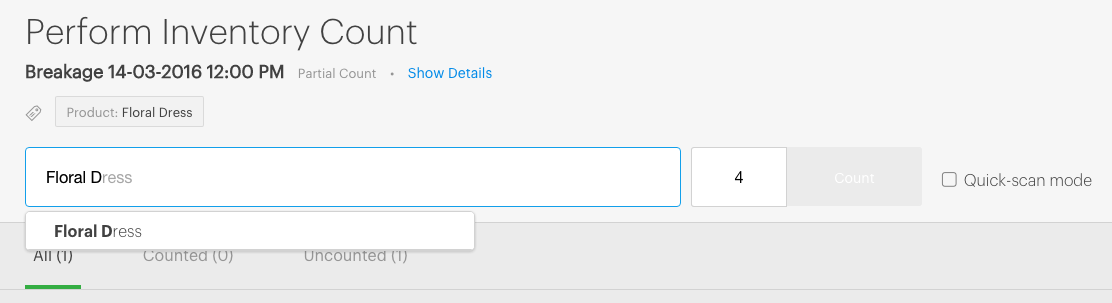 Perform Inventory Count
Breakage 14-03-2016 12:00 PM Partial Count • Show Details
Product: Floral Dress
Floral Dress 4 Count Quick-scan mode
Floral Dress
All (1) Counted (0) Uncounted (1)